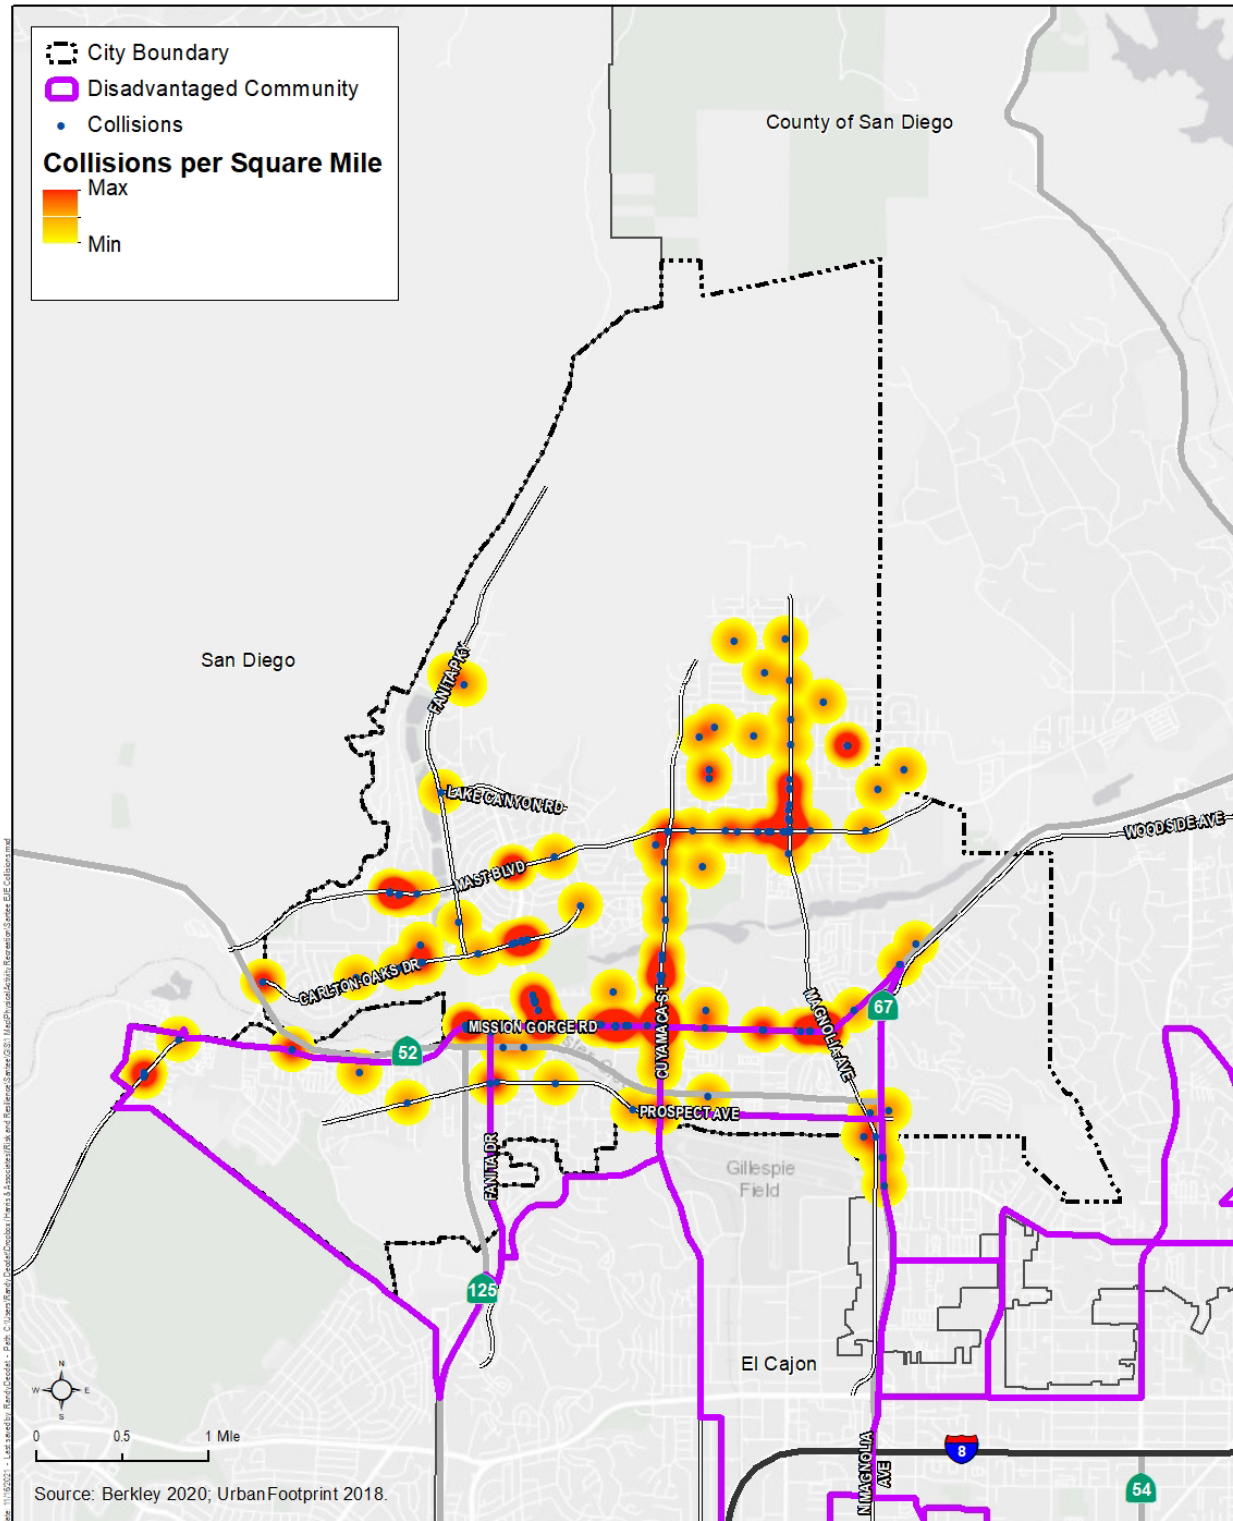 City Boundary
Disadvantaged Community
Collisions
Collisions per Square Mile
Max
Min
County of San Diego
San Diego
FANITA PKY
LAKE CANYON RD
WOODSIDE AVE
MAST BLVD
CARLTON OAKS DR
MISSION GORGE RD
CUYAMACA ST
MAGNOLIA AVE
67
52
PROSPECT AVE
FANITA DR
Gillespie
Field
125
El Cajon
N
W E
S
0 0.5 1 Mile
N MAGNOLIA
AVE
8
54
Source: Berkley 2020; UrbanFootprint 2018.